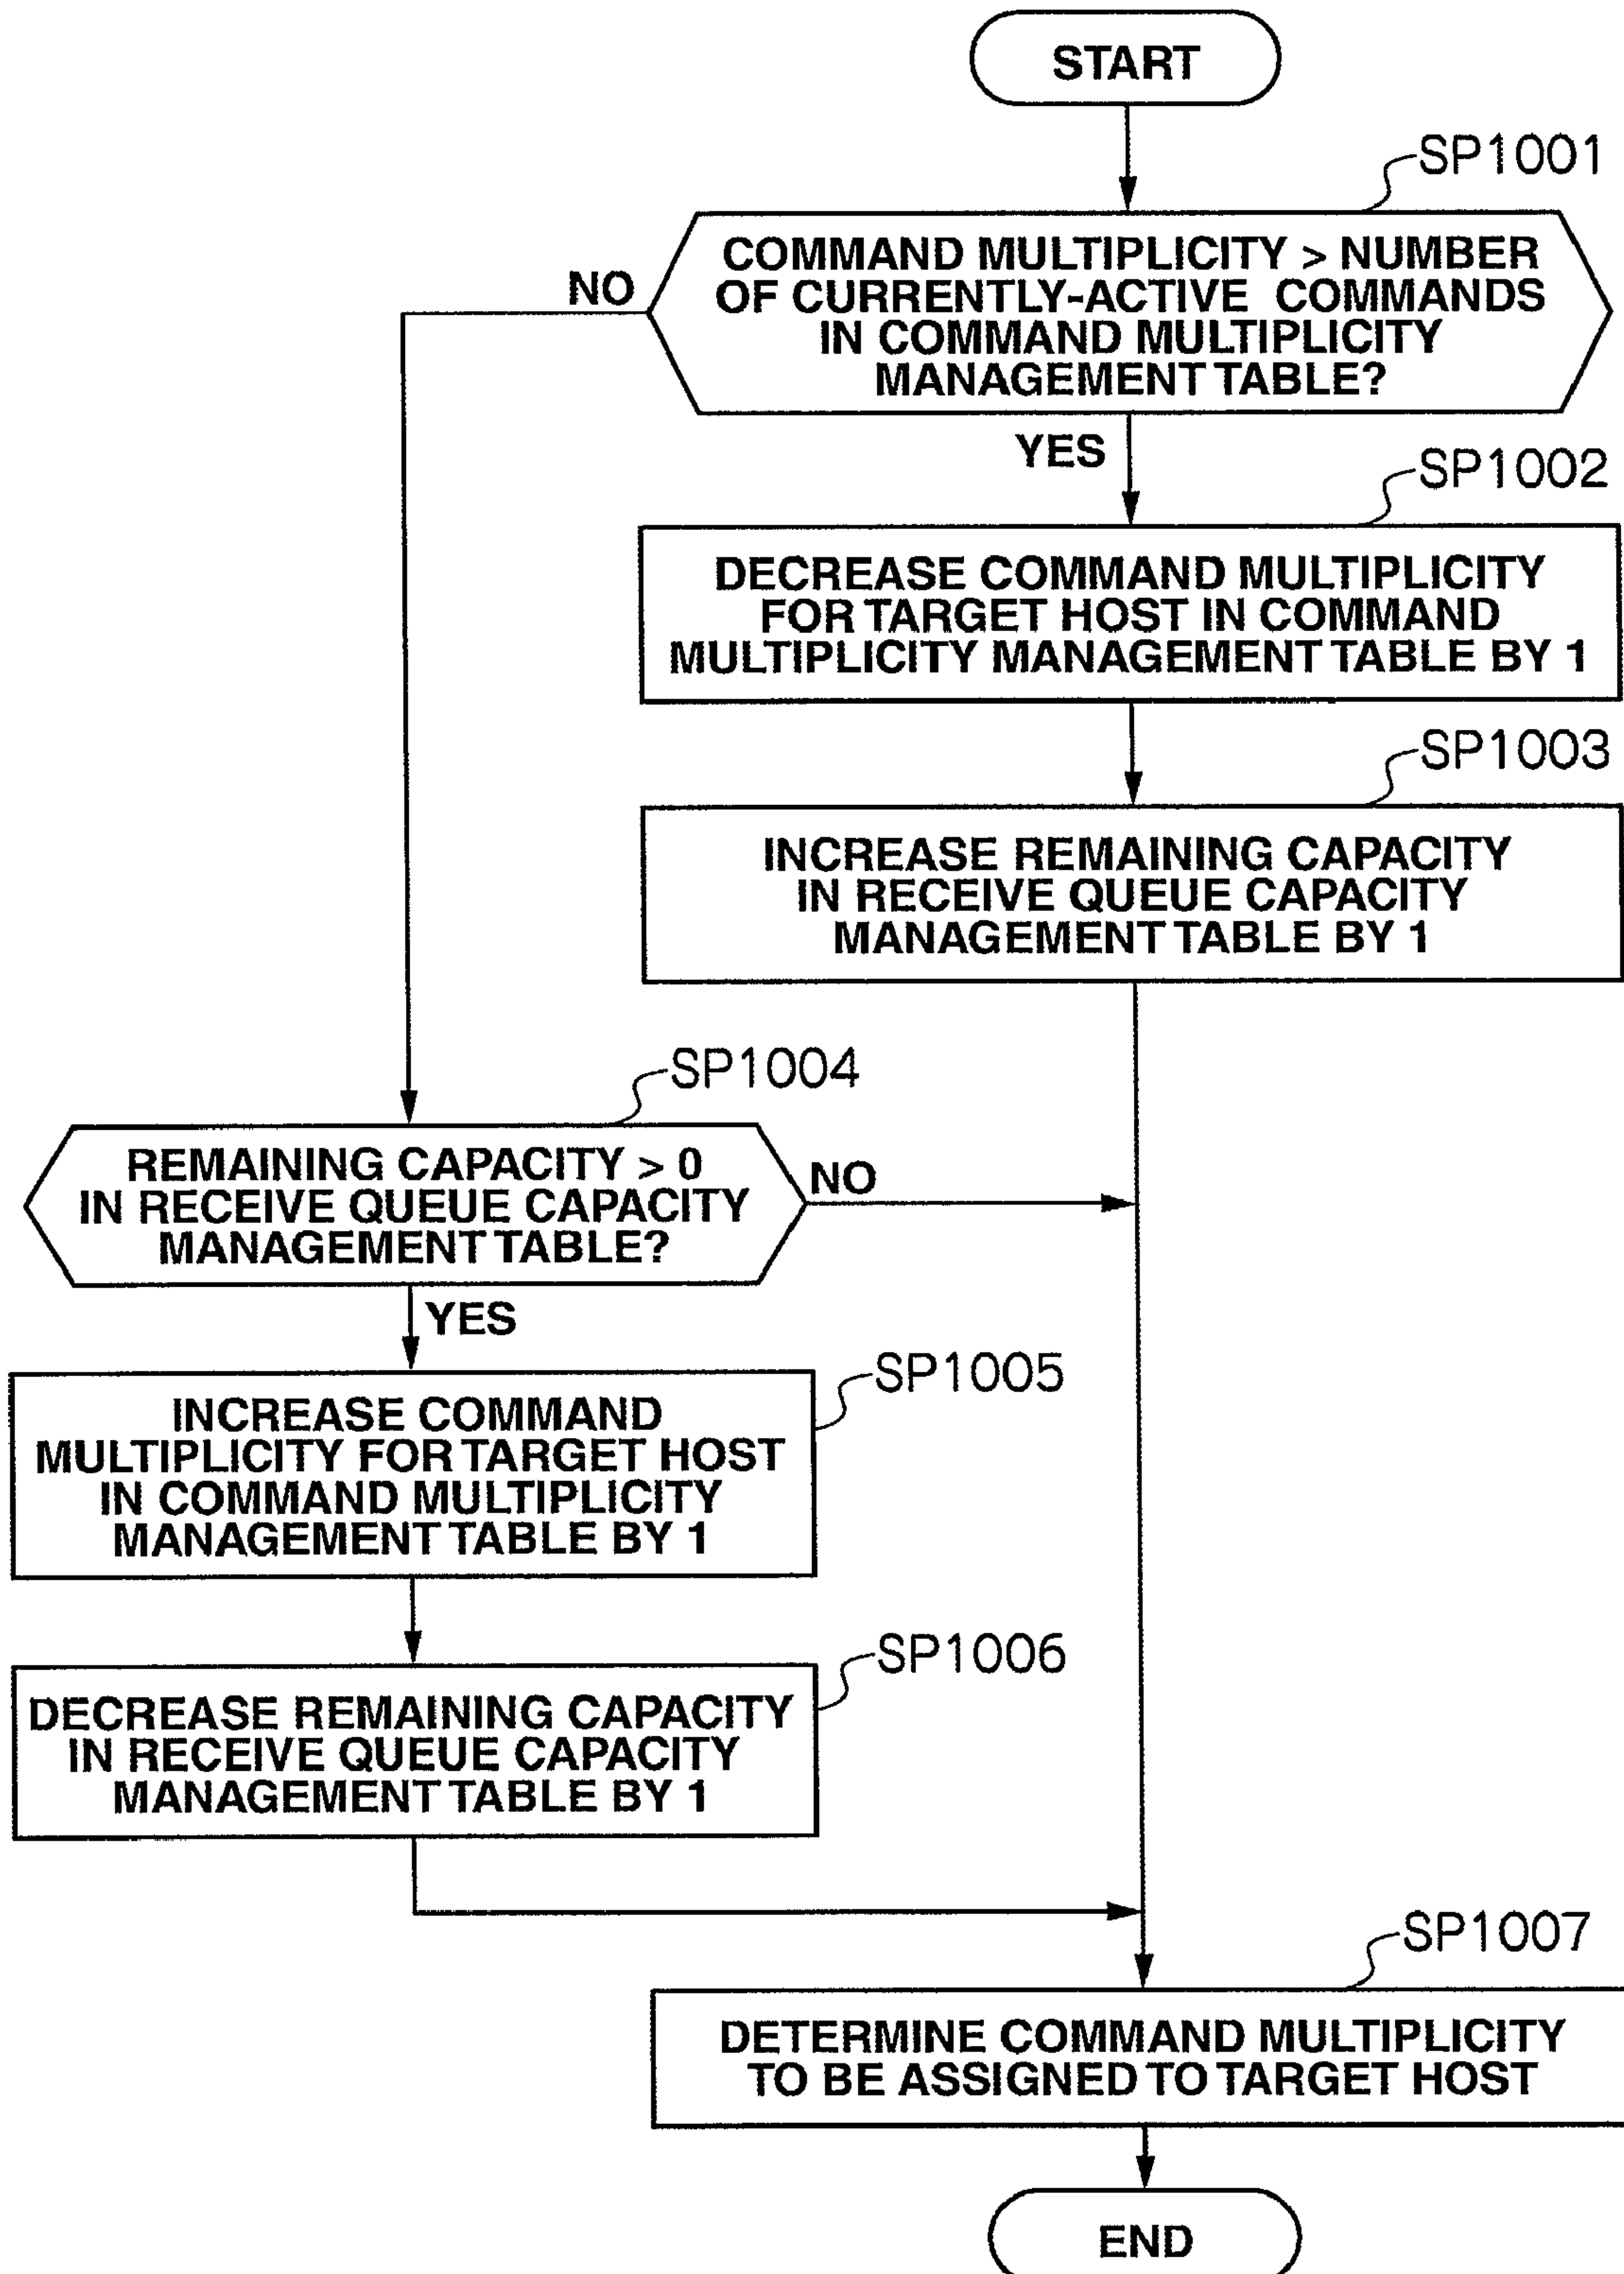 START
SP1001
COMMAND MULTIPLICITY > NUMBER
OF CURRENTLY-ACTIVE COMMANDS
IN COMMAND MULTIPLICITY
MANAGEMENT TABLE?
NO
YES
SP1002
DECREASE COMMAND MULTIPLICITY
FOR TARGET HOST IN COMMAND
MULTIPLICITY MANAGEMENT TABLE BY 1
SP1003
INCREASE REMAINING CAPACITY
IN RECEIVE QUEUE CAPACITY
MANAGEMENT TABLE BY 1
SP1004
REMAINING CAPACITY > 0
IN RECEIVE QUEUE CAPACITY
MANAGEMENT TABLE?
NO
YES
SP1005
INCREASE COMMAND
MULTIPLICITY FOR TARGET HOST
IN COMMAND MULTIPLICITY
MANAGEMENT TABLE BY 1
SP1006
DECREASE REMAINING CAPACITY
IN RECEIVE QUEUE CAPACITY
MANAGEMENT TABLE BY 1
SP1007
DETERMINE COMMAND MULTIPLICITY
TO BE ASSIGNED TO TARGET HOST
END